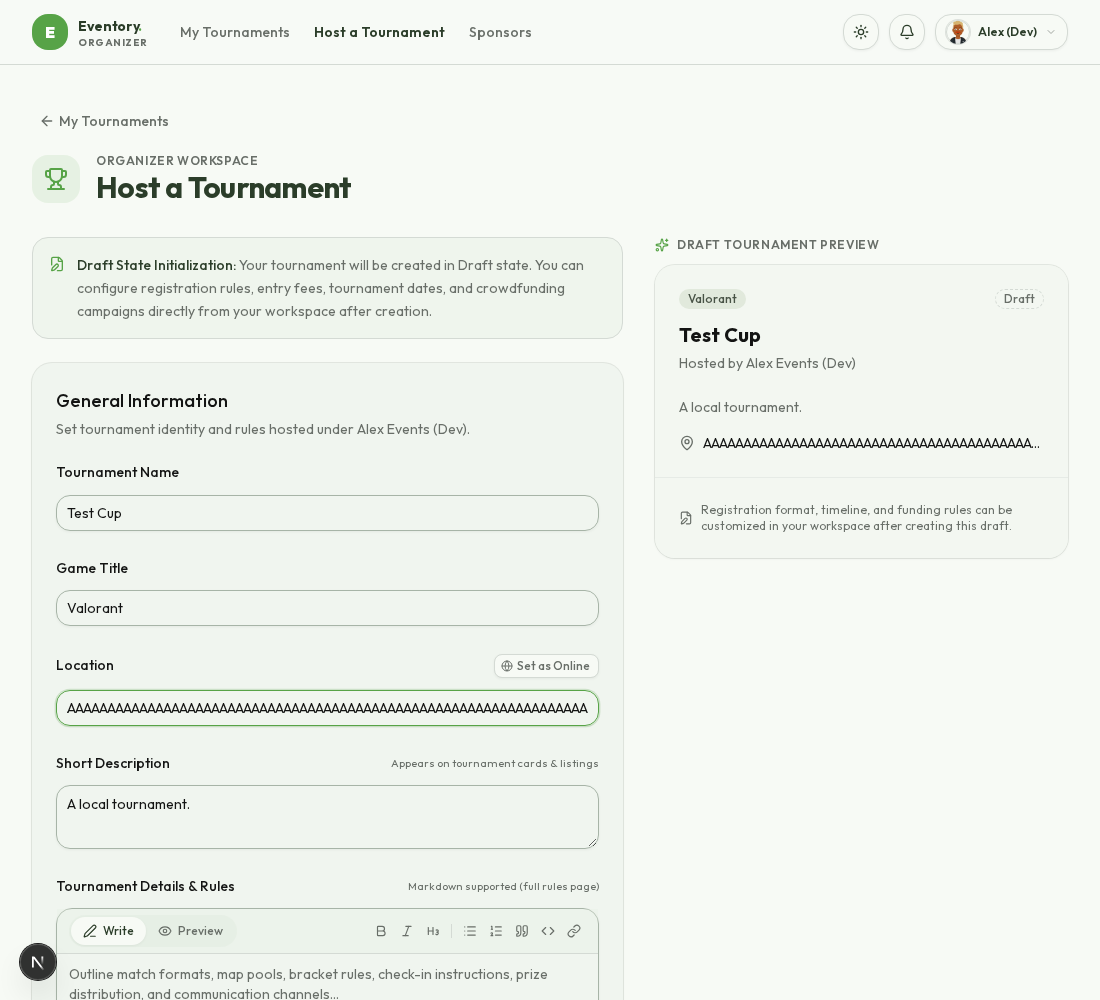 E
Eventory.
ORGANIZER
My Tournaments
Host a Tournament
Sponsors
Alex (Dev)
My Tournaments
ORGANIZER WORKSPACE
Host a Tournament
Draft State Initialization: Your tournament will be created in Draft state. You can
configure registration rules, entry fees, tournament dates, and crowdfunding
campaigns directly from your workspace after creation.
General Information
Set tournament identity and rules hosted under Alex Events (Dev).
Tournament Name
Test Cup
Game Title
Valorant
Location
Set as Online
AAAAAAAAAAAAAAAAAAAAAAAAAAAAAAAAAAAAAAAAAAAAAAAAAAAAAAAAAAAAAAAAA
Short Description
Appears on tournament cards & listings
A local tournament.
Tournament Details & Rules
Markdown supported (full rules page)
Write
Preview
B
I
H3
Outline match formats, map pools, bracket rules, check-in instructions, prize
distribution, and communication channels...
N
DRAFT TOURNAMENT PREVIEW
Valorant
Draft
Test Cup
Hosted by Alex Events (Dev)
A local tournament.
AAAAAAAAAAAAAAAAAAAAAAAAAAAAAAAAAAAAAAAAA...
Registration format, timeline, and funding rules can be
customized in your workspace after creating this draft.